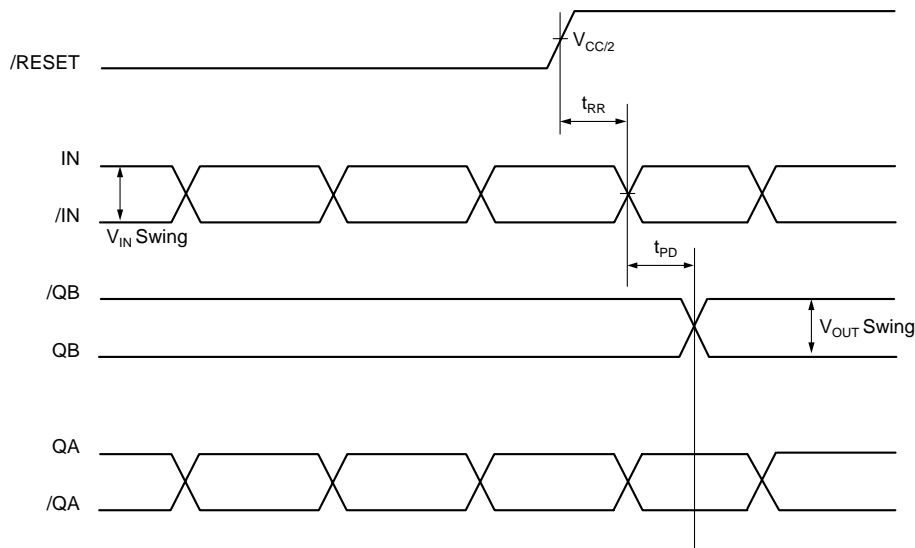 V_CC/2
/RESET
t_RR
IN
/IN
V_IN Swing
t_PD
/QB
V_OUT Swing
QB
QA
/QA